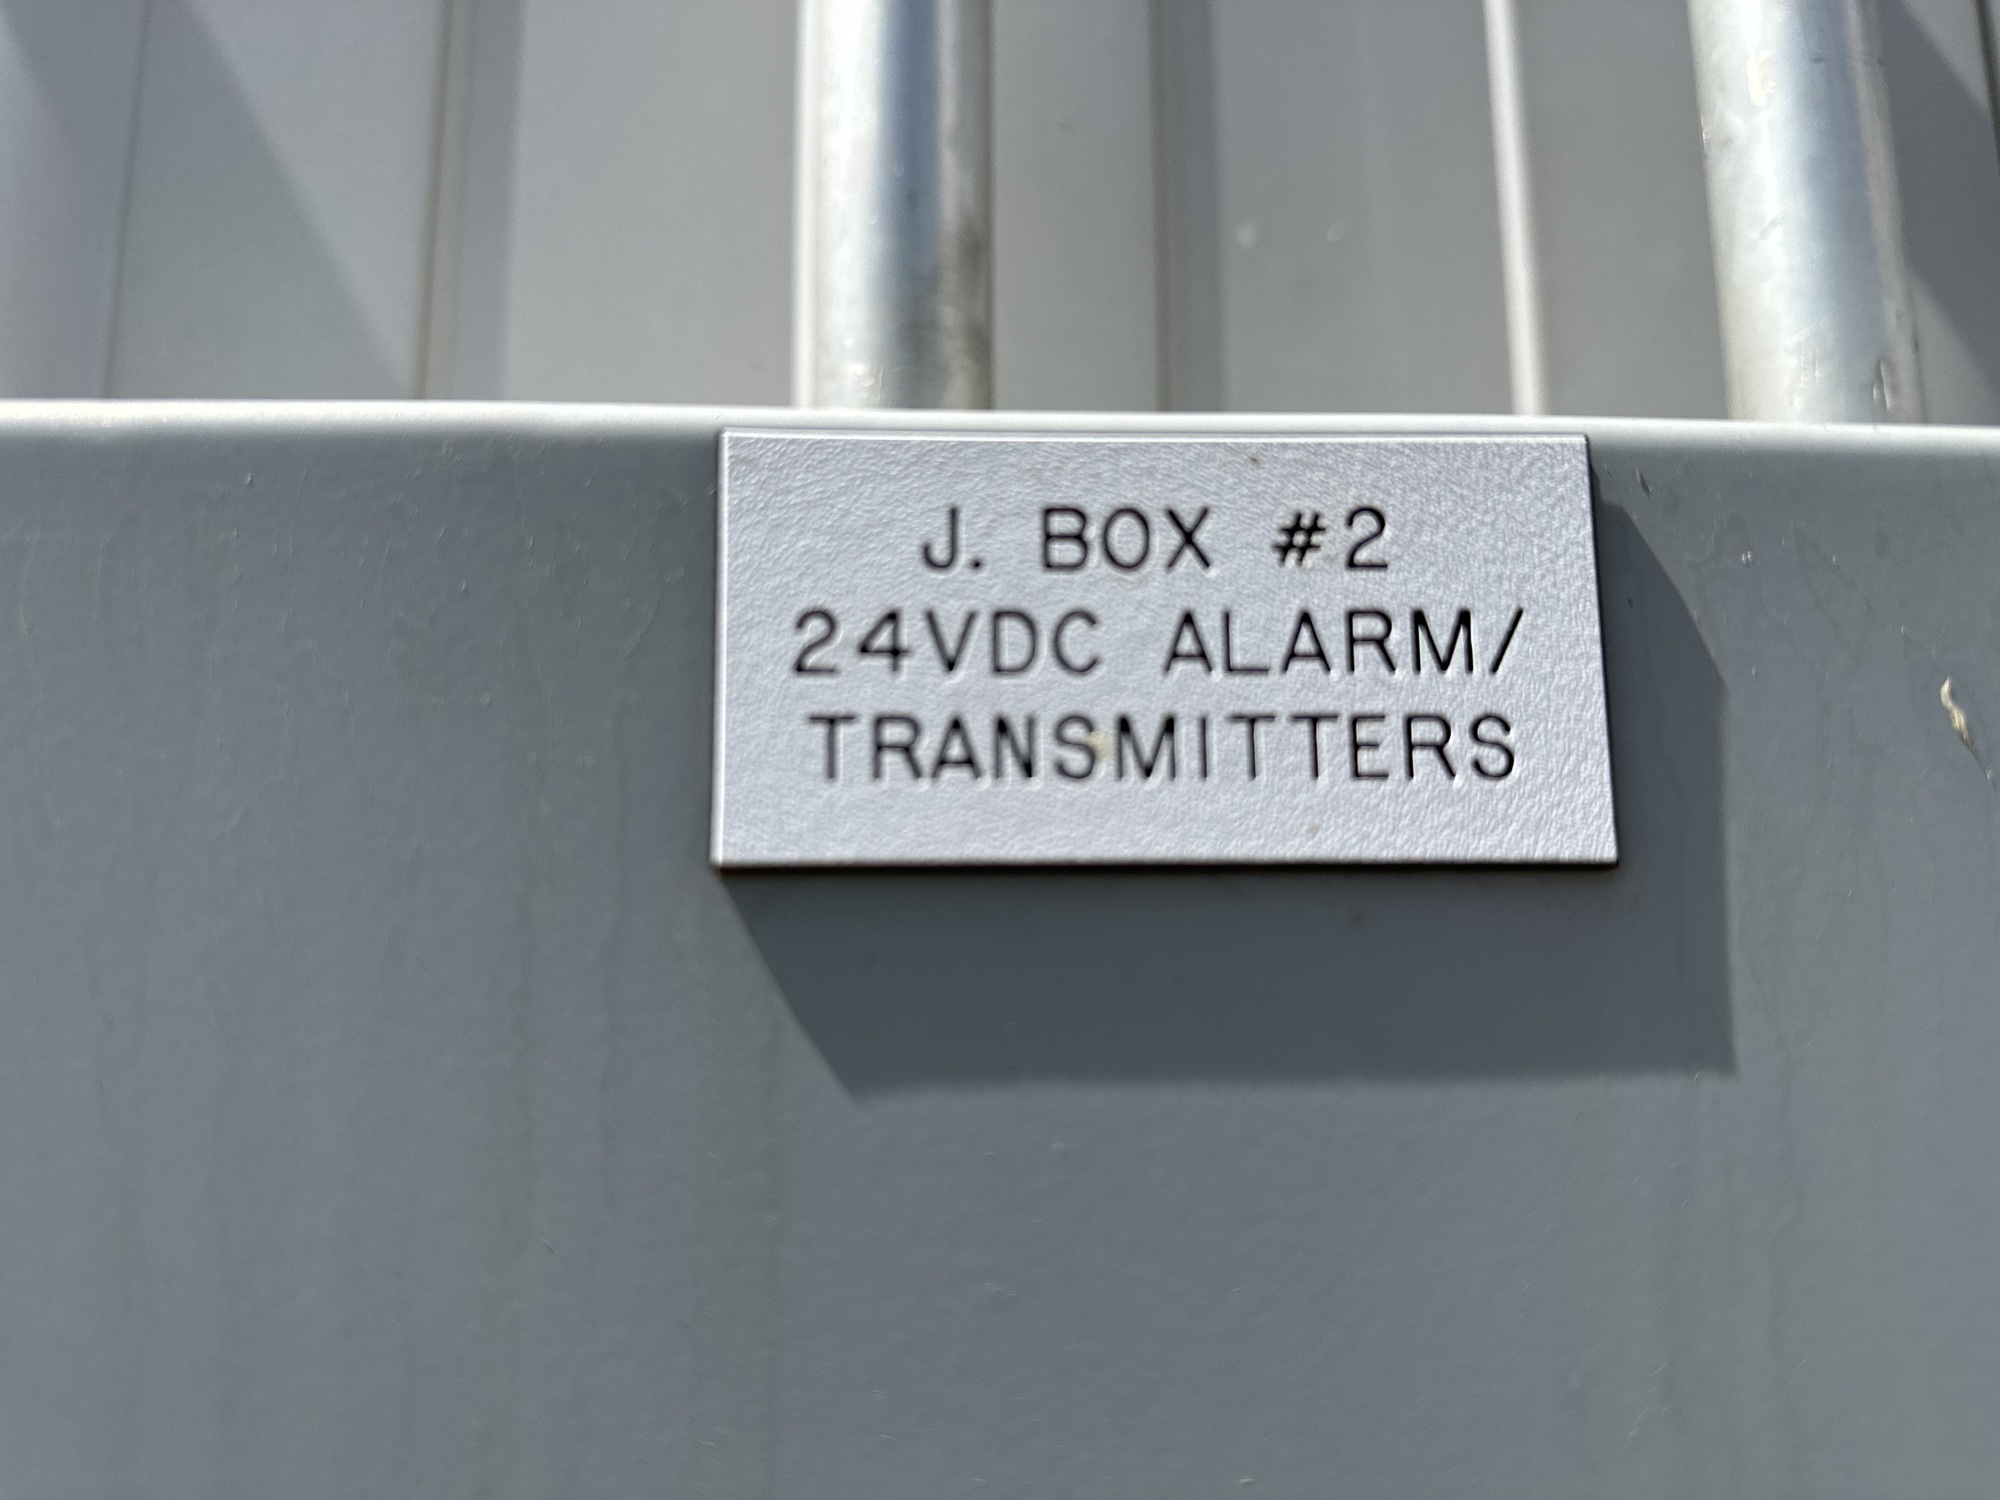 J. BOX #2
24VDC ALARM/
TRANSMITTERS